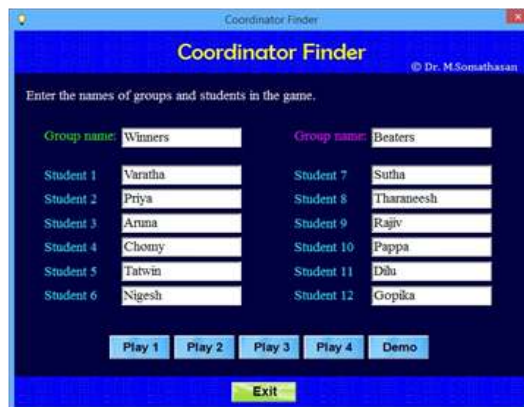 Coordinator Finder
Coordinator Finder
© Dr. M.Somathasan
Enter the names of groups and students in the game.
Group name: Winners Group name: Beaters
Student 1 Varatha Student 7 Sutha
Student 2 Priya Student 8 Tharaneesh
Student 3 Aruna Student 9 Rajiv
Student 4 Chomy Student 10 Pappa
Student 5 Tatwin Student 11 Dilu
Student 6 Nigesh Student 12 Gopika
Play 1 Play 2 Play 3 Play 4 Demo
Exit